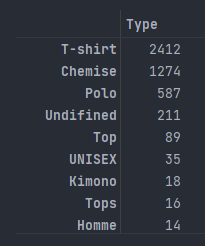 Type
T-shirt 2412
Chemise 1274
Polo 587
Undifined 211
Top 89
UNISEX 35
Kimono 18
Tops 16
Homme 14